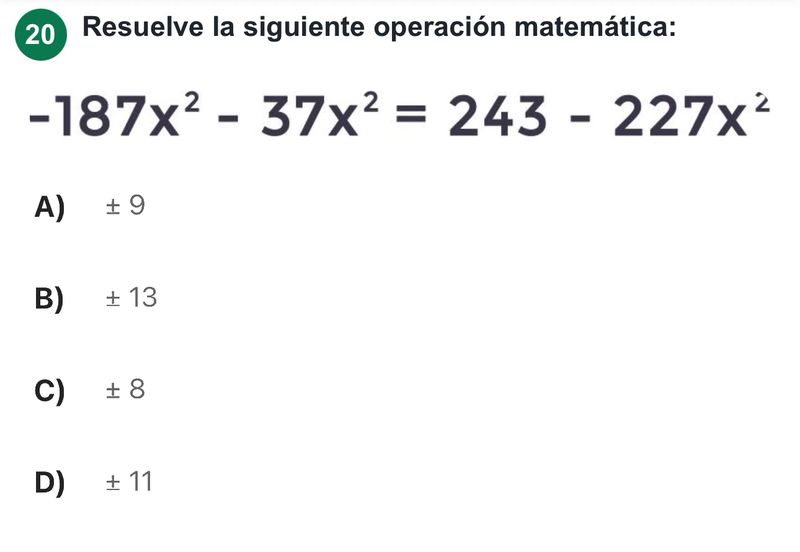 20 Resuelve la siguiente operación matemática:
-187x² - 37x² = 243 - 227x²
A) ± 9
B) ± 13
C) ± 8
D) ± 11